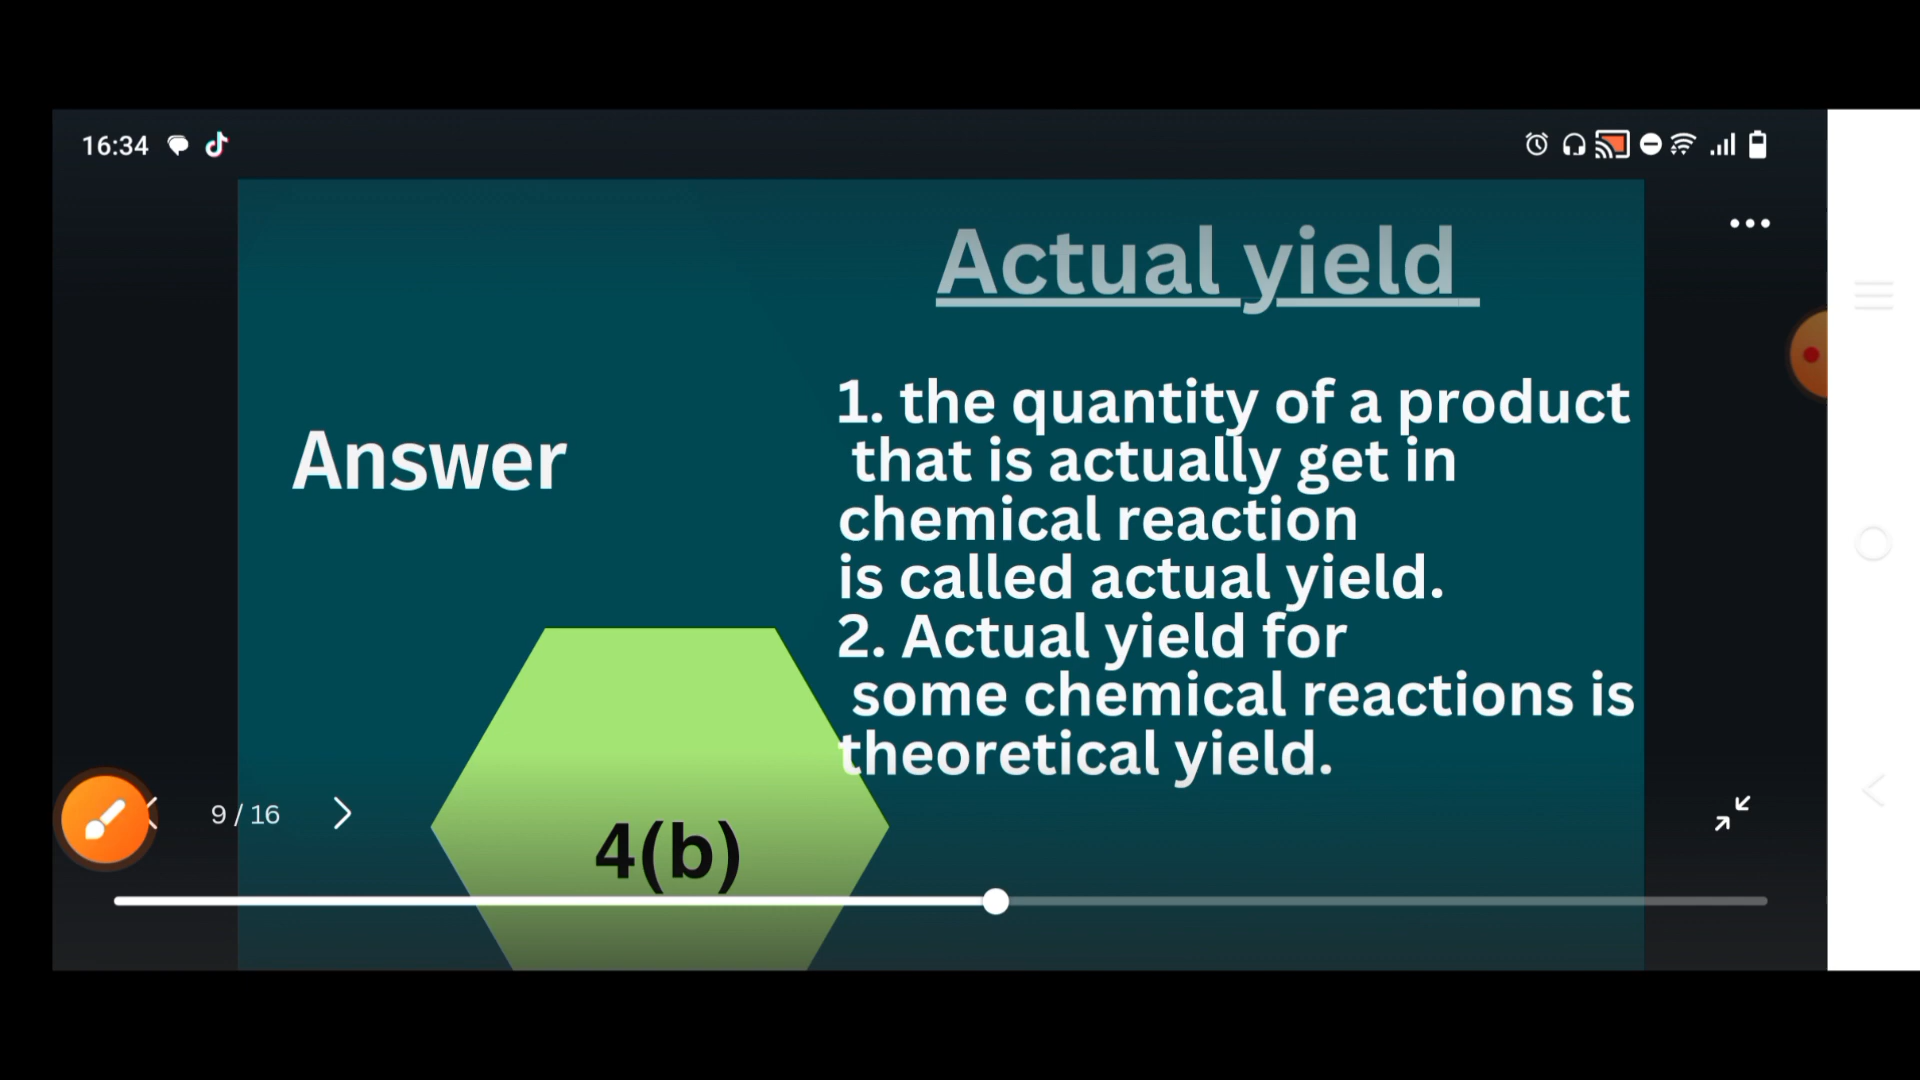 16:34
Actual yield
Answer
1. the quantity of a product
that is actually get in
chemical reaction
is called actual yield.
2. Actual yield for
some chemical reactions is
theoretical yield.
9 / 16
4(b)